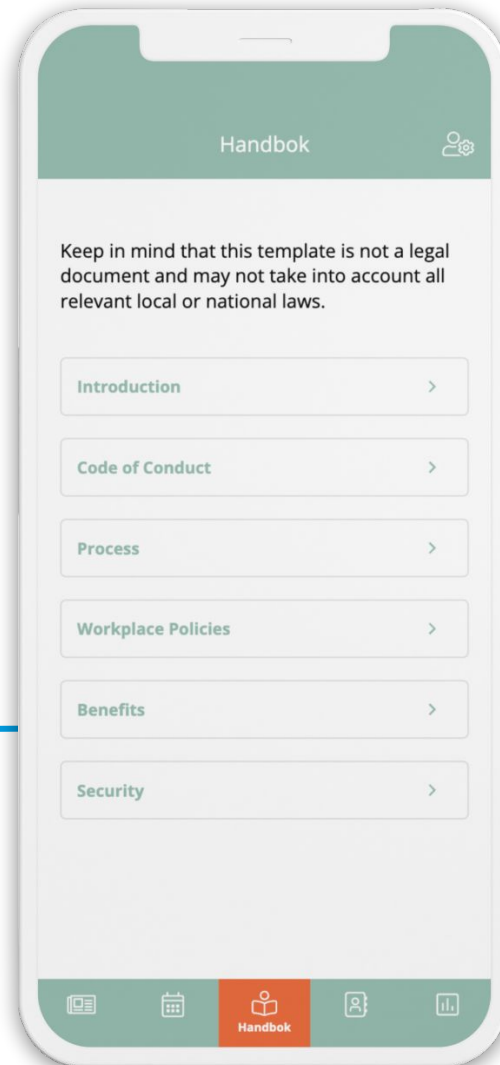 Handbok
Keep in mind that this template is not a legal
document and may not take into account all
relevant local or national laws.
Introduction
Code of Conduct
Process
Workplace Policies
Benefits
Security
Handbok